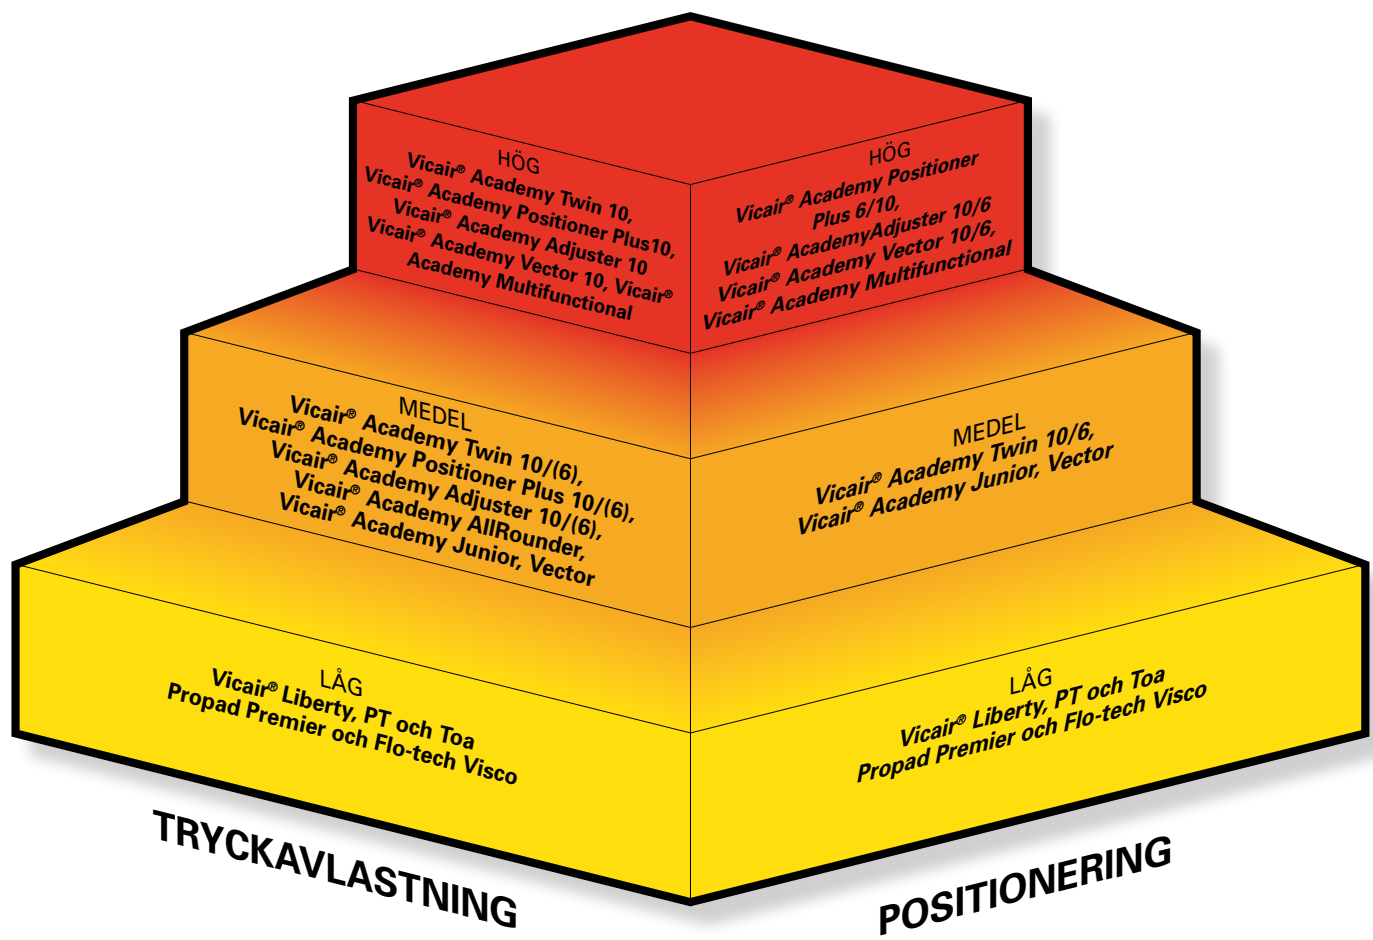 HÖG
Vicair® Academy Twin 10,
Vicair® Academy Positioner Plus10,
Vicair® Academy Adjuster 10
Vicair® Academy Vector 10, Vicair®
Academy Multifunctional
HÖG
Vicair® Academy Positioner
Plus 6/10,
Vicair® AcademyAdjuster 10/6
Vicair® Academy Vector 10/6,
Vicair® Academy Multifunctional
MEDEL
Vicair® Academy Twin 10/(6),
Vicair® Academy Positioner Plus 10/(6),
Vicair® Academy Adjuster 10/(6),
Vicair® Academy AllRounder,
Vicair® Academy Junior, Vector
MEDEL
Vicair® Academy Twin 10/6,
Vicair® Academy Junior, Vector
LÅG
Vicair® Liberty, PT och Toa
Propad Premier och Flo-tech Visco
LÅG
Vicair® Liberty, PT och Toa
Propad Premier och Flo-tech Visco
TRYCKAVLASTNING
POSITIONERING